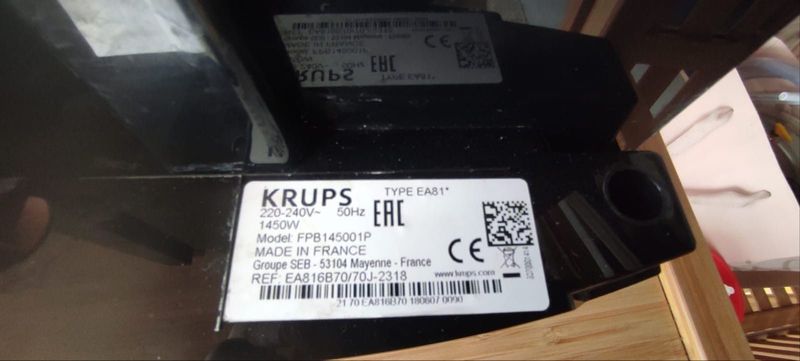 KRUPS TYPE EA81*
220-240V~ 50Hz EAC
1450W
Model: FPB145001P
MADE IN FRANCE CE
Groupe SEB - 53104 Mayenne - France
www.krups.com
REF: EA816B70/70J-2318
21 70 EA816B70 180607 0090